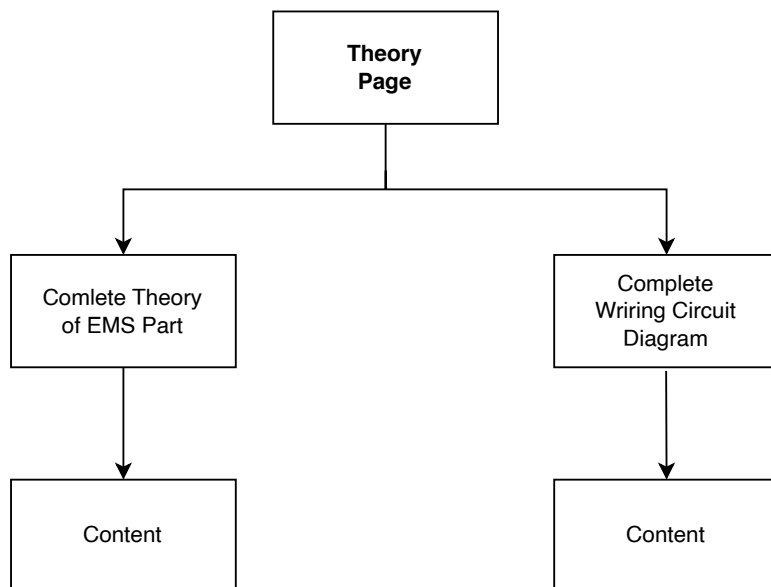 Theory
Page
Comlete Theory
of EMS Part
Complete
Wriring Circuit
Diagram
Content
Content